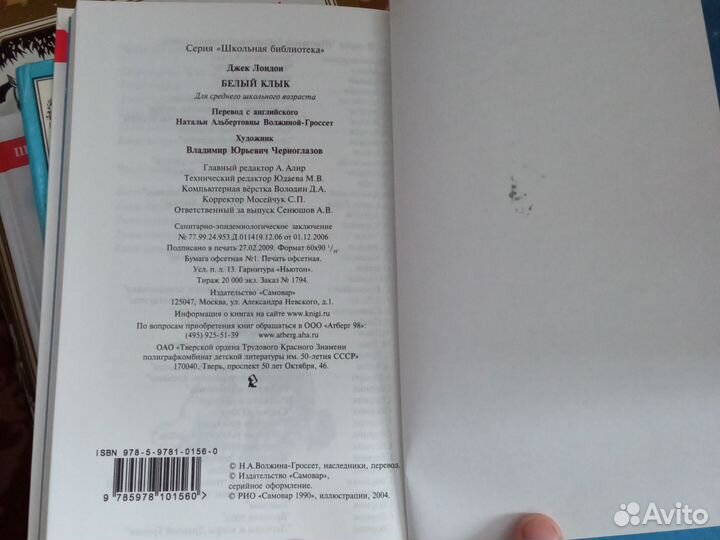 Серия «Школьная библиотека»
Джек Лондон
БЕЛЫЙ КЛЫК
Для среднего школьного возраста
Перевод с английского
Натальи Альбертовны Волжиной-Гроссет
Художник
Владимир Юрьевич Черноглазов
Главный редактор А. Алир
Технический редактор Юдаева М.В.
Компьютерная вёрстка Володин Д.А.
Корректор Мосейчук С.П.
Ответственный за выпуск Сенюшов А.В.
Санитарно-эпидемиологическое заключение
№ 77.99.24.953.Д.011419.12.06 от 01.12.2006
Подписано в печать 27.02.2009. Формат 60х90 1/16.
Бумага офсетная №1. Печать офсетная.
Усл. п. л. 13. Гарнитура «Ньютон».
Тираж 20 000 экз. Заказ № 1794.
Издательство «Самовар»
125047, Москва, ул. Александра Невского, д.1.
Информация о книгах на сайте www.knigi.ru
По вопросам приобретения книг обращаться в ООО «Атберг 98»:
(495) 925-51-39 www.atberg.aha.ru
ОАО «Тверской ордена Трудового Красного Знамени
полиграфкомбинат детской литературы им. 50-летия СССР»
170040, Тверь, проспект 50 лет Октября, 46.
ISBN 978-5-9781-0156-0
9 785978 101560 >
© Н.А.Волжина-Гроссет, наследники, перевод.
© Издательство «Самовар»,
серийное оформление.
© РИО «Самовар 1990», иллюстрации, 2004.
Avito